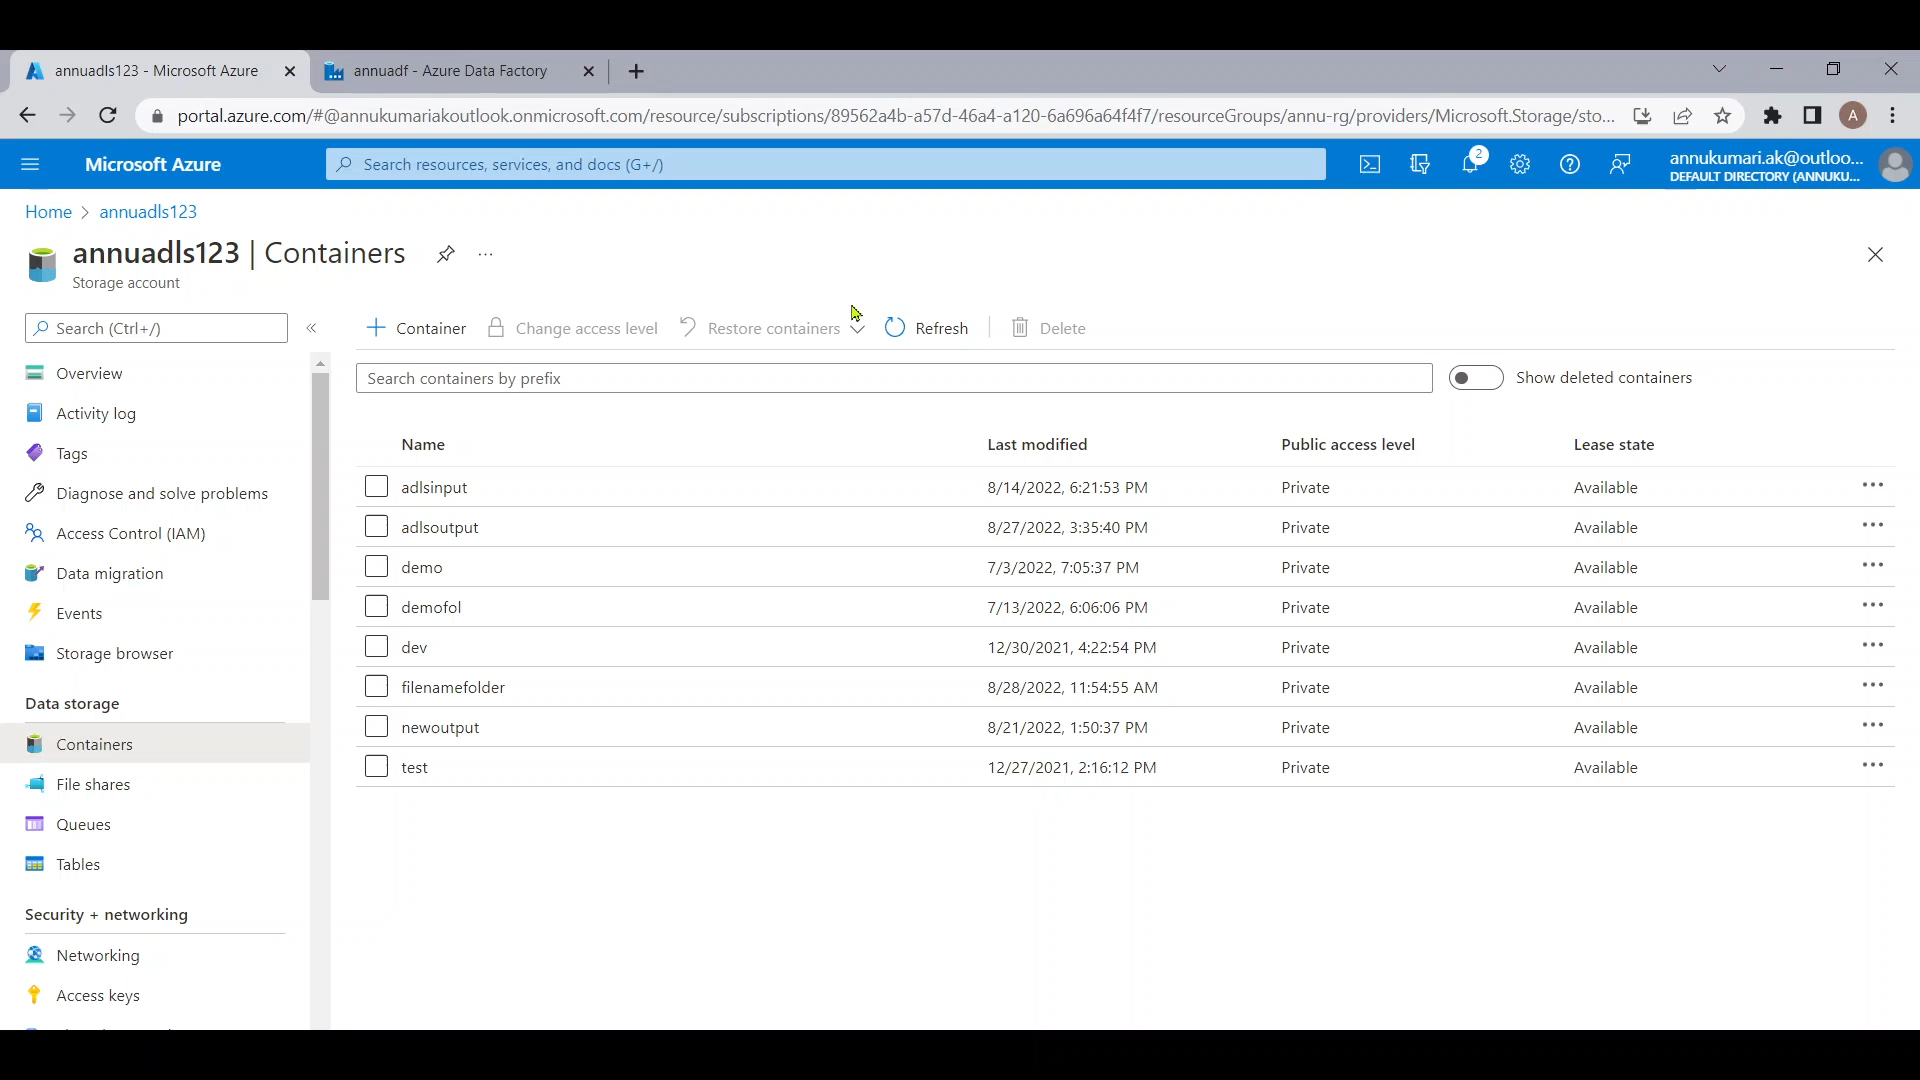 annuadls123 - Microsoft Azure
annuadf - Azure Data Factory
portal.azure.com/#@annukumariakoutlook.onmicrosoft.com/resource/subscriptions/89562a4b-a57d-46a4-a120-6a696a64f4f7/resourceGroups/annu-rg/providers/Microsoft.Storage/sto...
A
Microsoft Azure
Search resources, services, and docs (G+/)
2
annukumari.ak@outloo...
DEFAULT DIRECTORY (ANNUKU...
Home > annuadls123
annuadls123 | Containers
Storage account
Search (Ctrl+/)
Container
Change access level
Restore containers
Refresh
Delete
Search containers by prefix
Show deleted containers
Overview
Activity log
Tags
Diagnose and solve problems
Access Control (IAM)
Data migration
Events
Storage browser
Data storage
Containers
File shares
Queues
Tables
Security + networking
Networking
Access keys
Name Last modified Public access level Lease state
adlsinput 8/14/2022, 6:21:53 PM Private Available
adlsoutput 8/27/2022, 3:35:40 PM Private Available
demo 7/3/2022, 7:05:37 PM Private Available
demofol 7/13/2022, 6:06:06 PM Private Available
dev 12/30/2021, 4:22:54 PM Private Available
filenamefolder 8/28/2022, 11:54:55 AM Private Available
newoutput 8/21/2022, 1:50:37 PM Private Available
test 12/27/2021, 2:16:12 PM Private Available